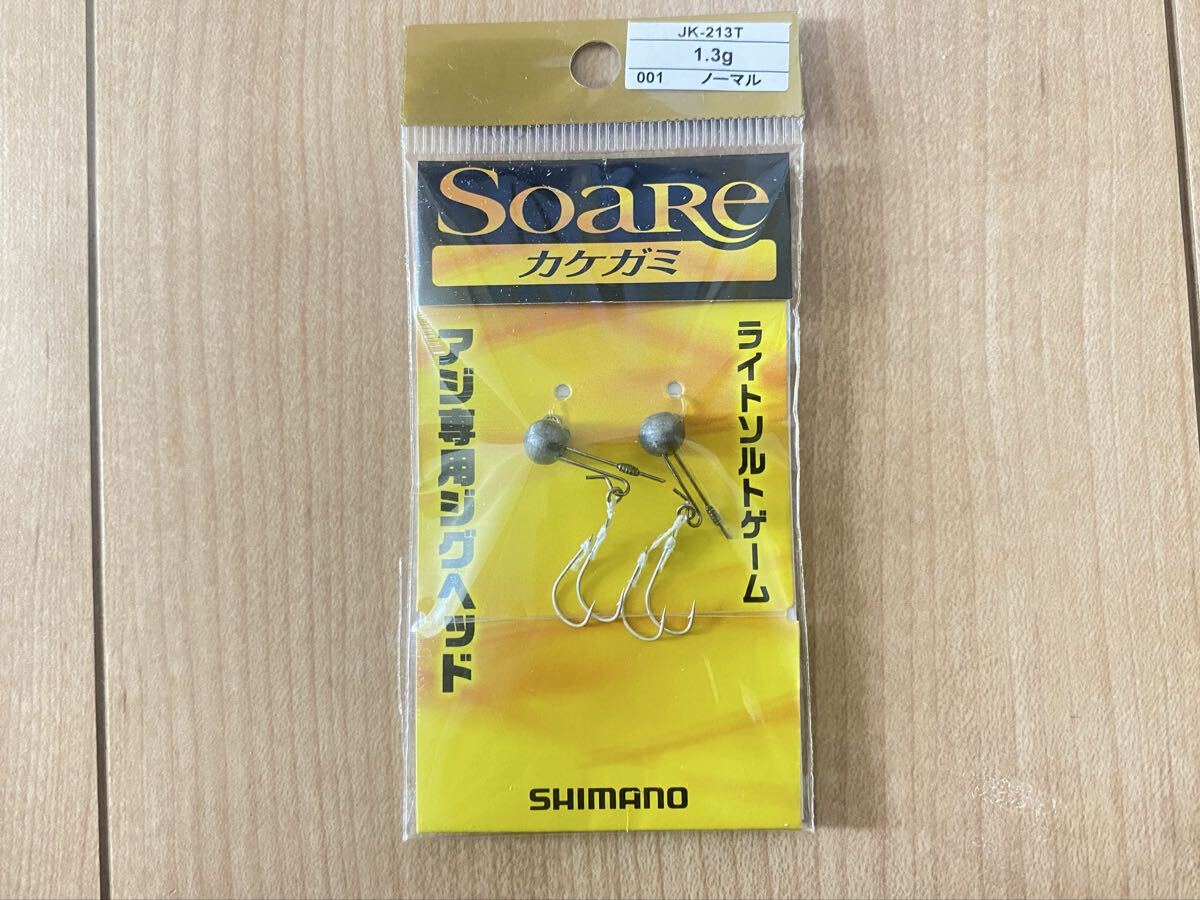 JK-213T
1.3g
001 ノーマル
SoaRe
カケガミ
ライトソルトゲーム
アジ専用ジグヘッド
SHIMANO